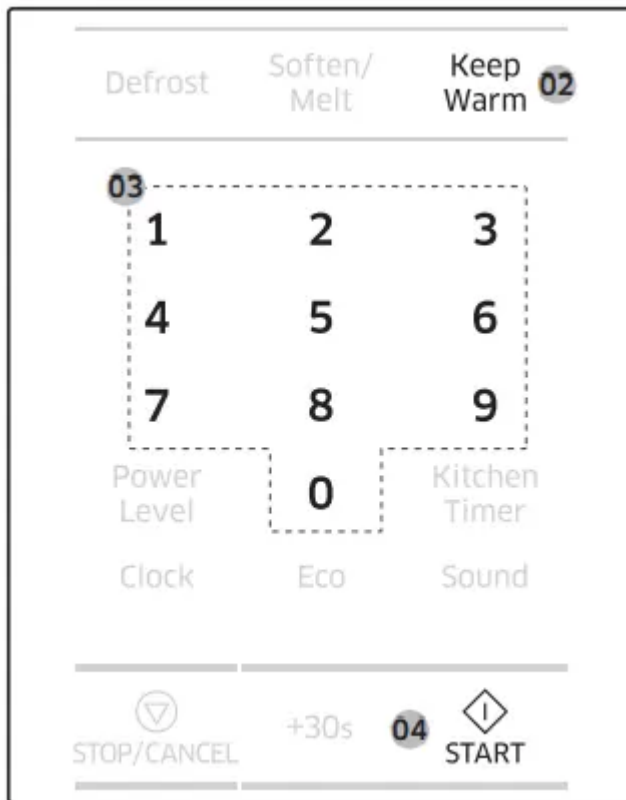 Defrost
Soften/
Melt
Keep
Warm
02
03
1 2 3
4 5 6
7 8 9
Power
Level
0
Kitchen
Timer
Clock Eco Sound
STOP/CANCEL
+30s
04
START